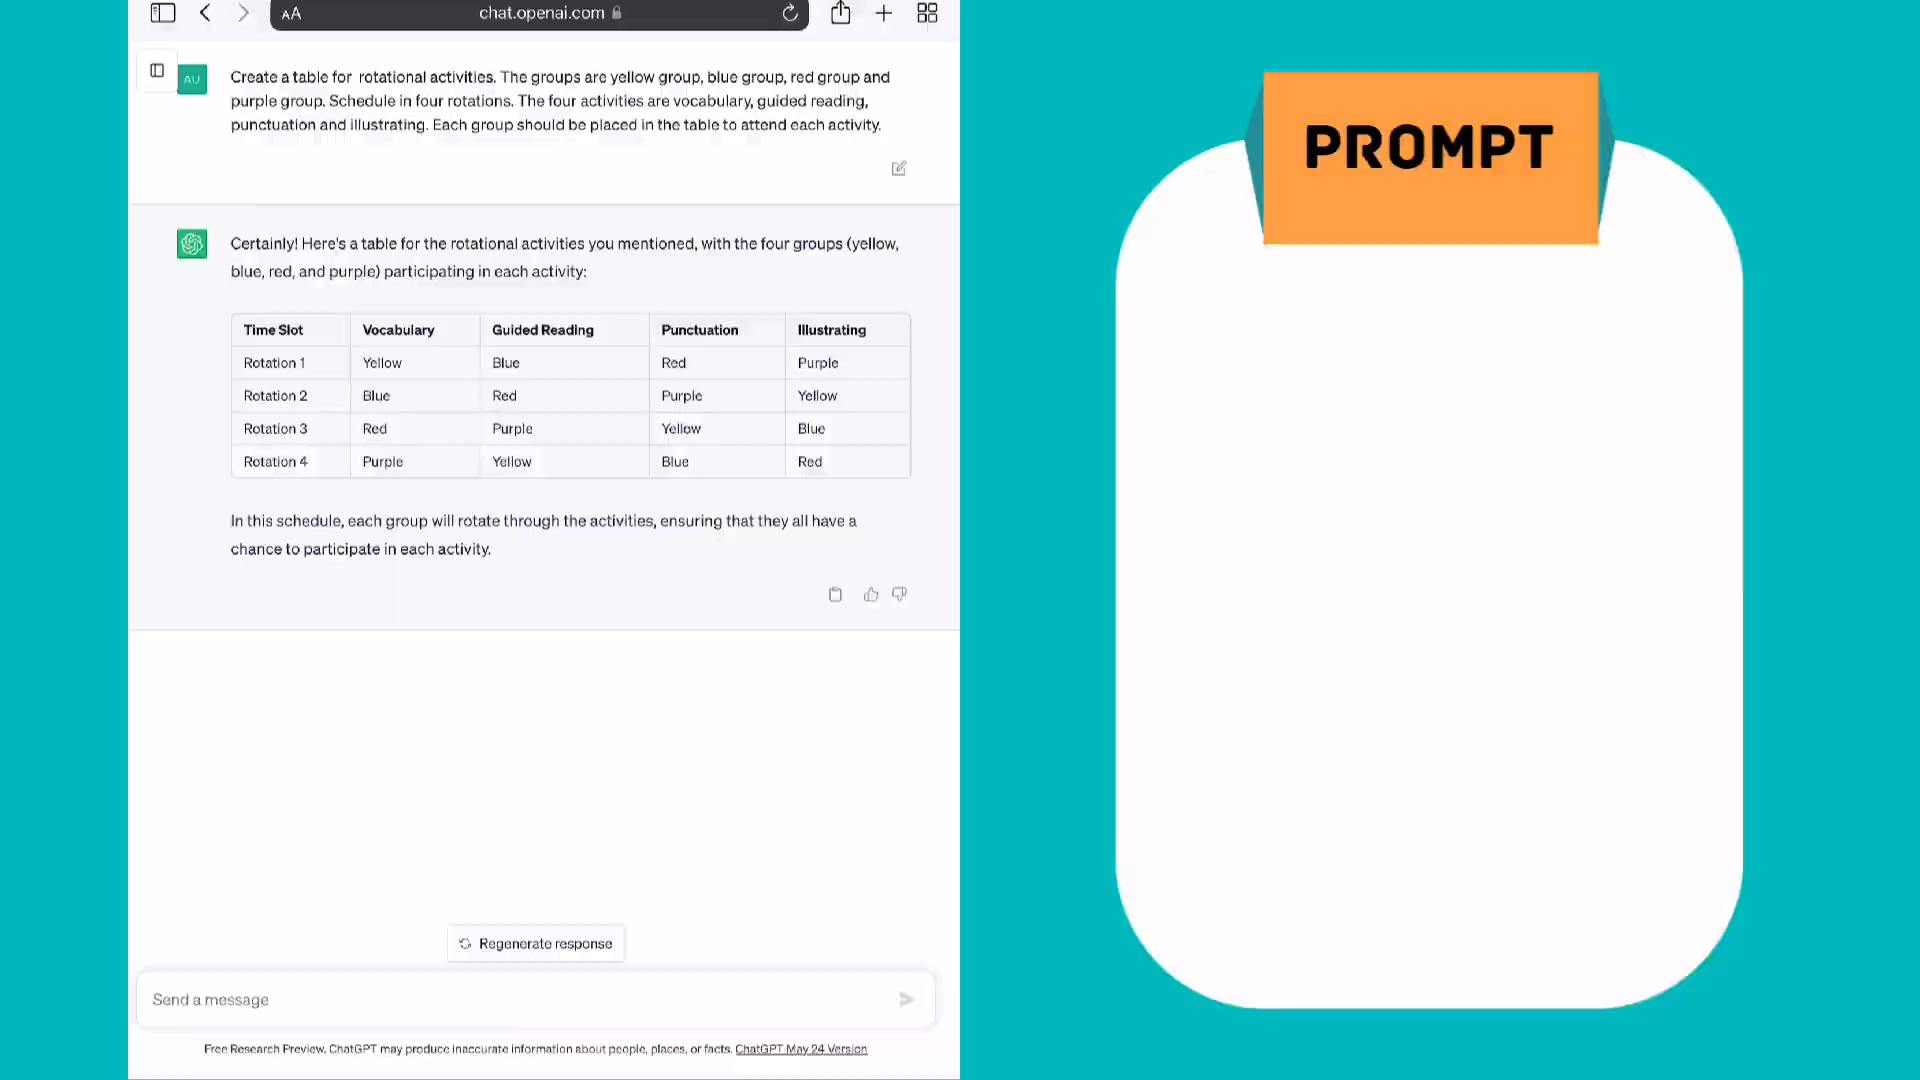 AA
chat.openai.com
AU
Create a table for rotational activities. The groups are yellow group, blue group, red group and
purple group. Schedule in four rotations. The four activities are vocabulary, guided reading,
punctuation and illustrating. Each group should be placed in the table to attend each activity.
Certainly! Here's a table for the rotational activities you mentioned, with the four groups (yellow,
blue, red, and purple) participating in each activity:
Time Slot Vocabulary Guided Reading Punctuation Illustrating
Rotation 1 Yellow Blue Red Purple
Rotation 2 Blue Red Purple Yellow
Rotation 3 Red Purple Yellow Blue
Rotation 4 Purple Yellow Blue Red
In this schedule, each group will rotate through the activities, ensuring that they all have a
chance to participate in each activity.
Regenerate response
Send a message
Free Research Preview. ChatGPT may produce inaccurate information about people, places, or facts. ChatGPT May 24 Version
PROMPT